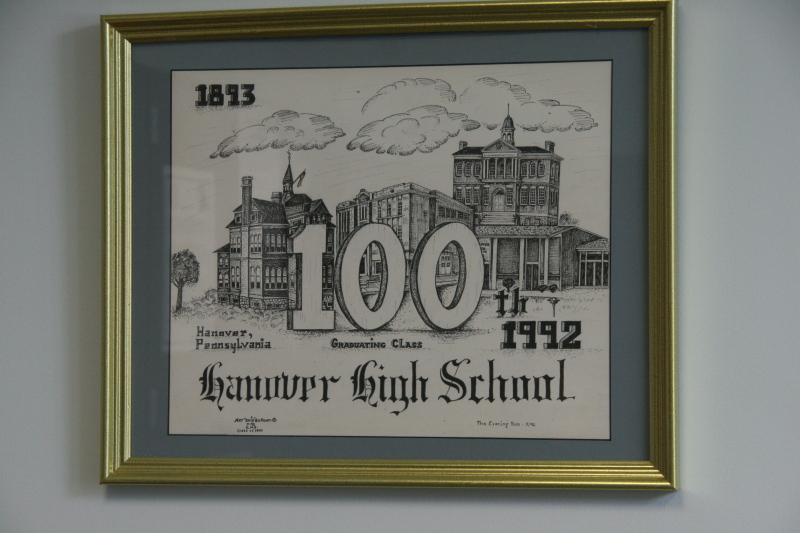 1893
100
th
1992
Hanover,
Pennsylvania
Graduating Class
Hanover High School
The Evening Sun